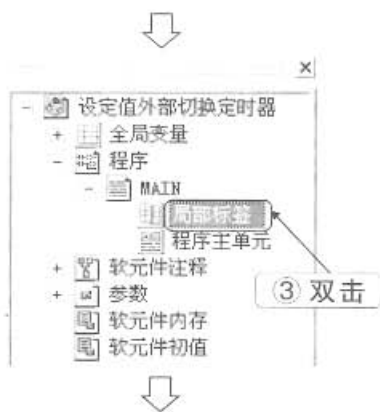 ×
- 设定值外部切换定时器
+ 全局变量
- 程序
- MAIN
局部标签
程序主单元
+ 软元件注释
+ 参数
软元件内存
软元件初值
③ 双击